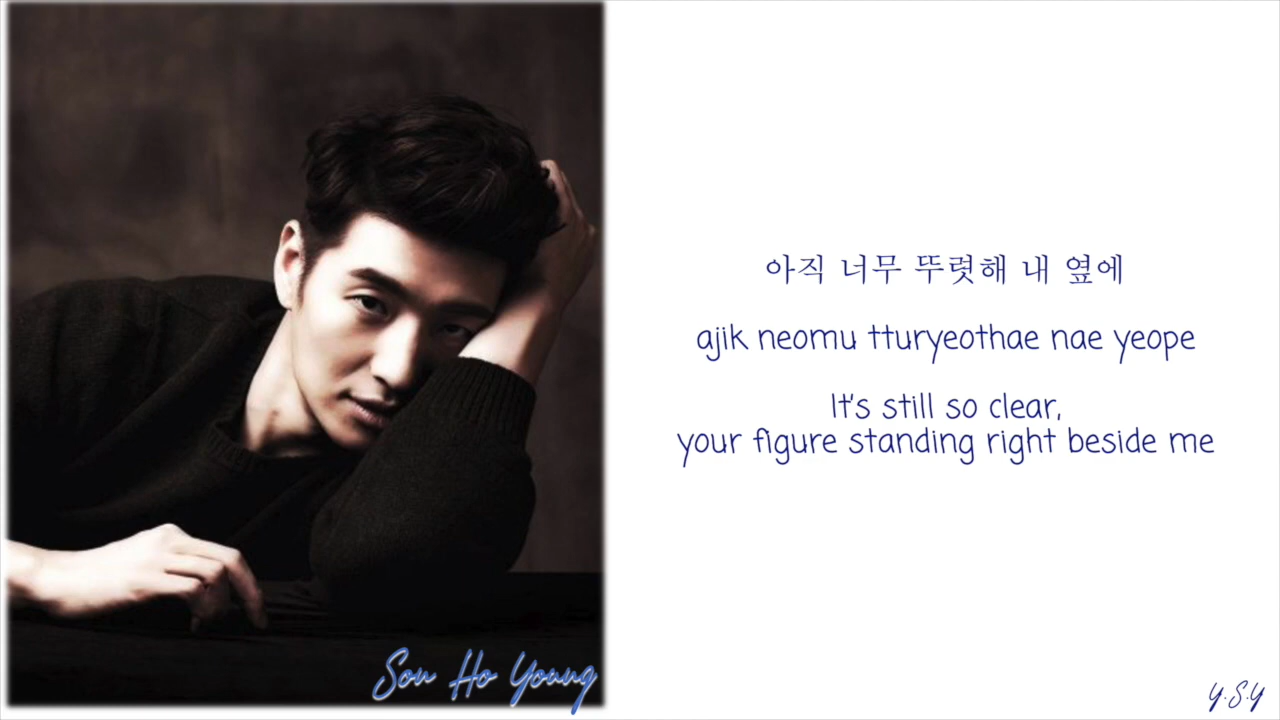 아직 너무 뚜렷해 내 옆에
ajik neomu tturyeothae nae yeope
It's still so clear,
your figure standing right beside me
Son Ho Young
Y.S.Y